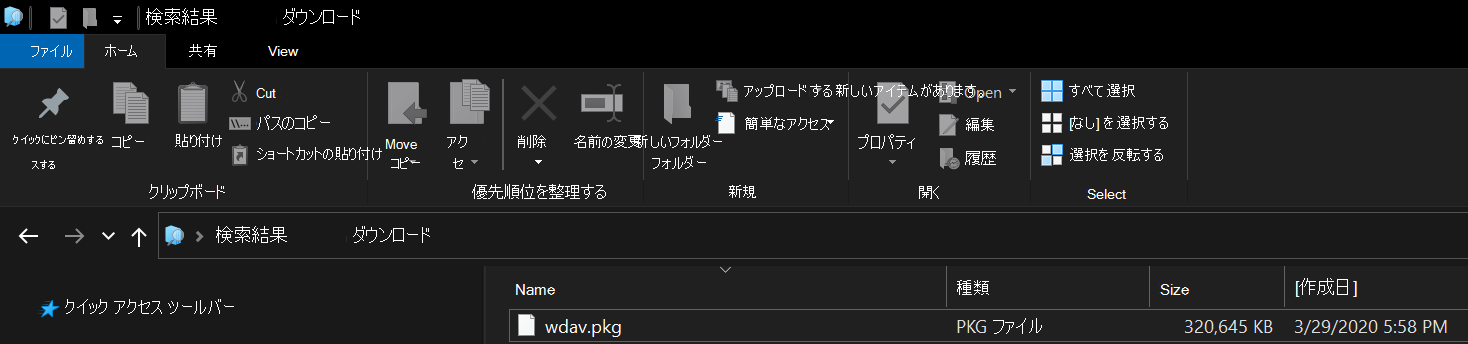 検索結果 ダウンロード
ファイル ホーム 共有 View
クイックにピン留めする
スする
コピー
貼り付け
Cut
パスのコピー
ショートカットの貼り付け
クリップボード
Move
コピー
アク
セ
削除
名前の変更
優先順位を整理する
新しいフォルダー
フォルダー
アップロードする新しいアイテムがあります。
簡単なアクセス
新規
プロパティ
Open
編集
履歴
開く
すべて選択
[なし] を選択する
選択を反転する
Select
検索結果 ダウンロード
クイック アクセス ツールバー
Name 種類 Size [作成日]
wdav.pkg PKG ファイル 320,645 KB 3/29/2020 5:58 PM